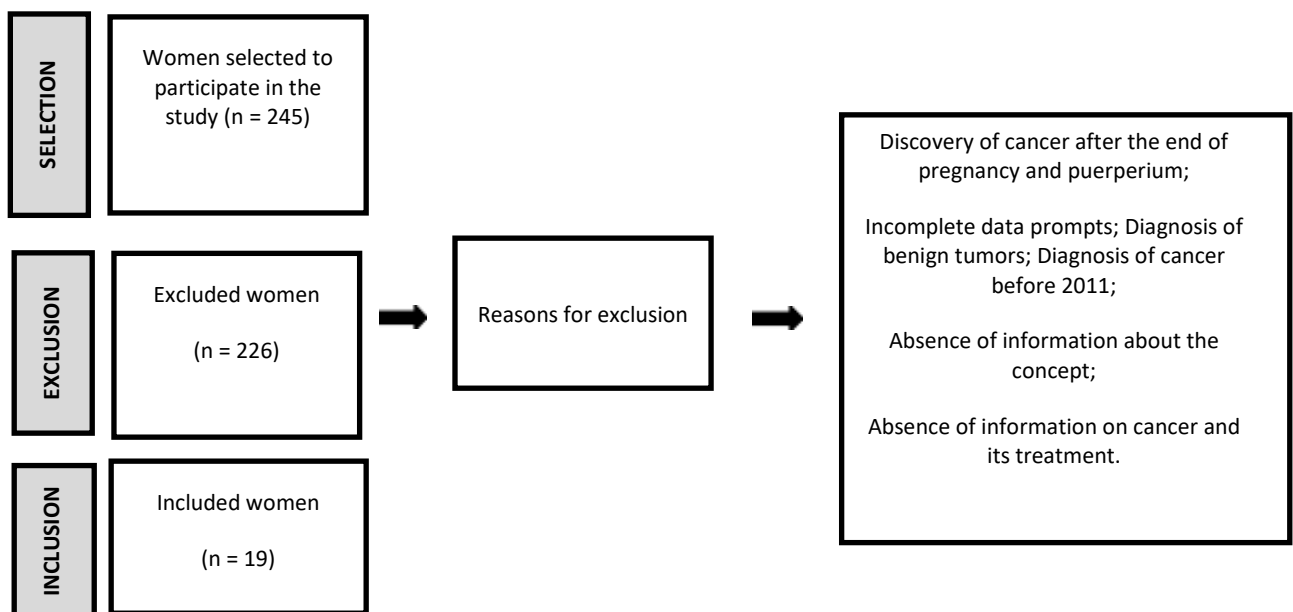 SELECTION
Women selected to
participate in the
study (n = 245)
EXCLUSION
Excluded women
(n = 226)
Reasons for exclusion
Discovery of cancer after the end of
pregnancy and puerperium;
Incomplete data prompts; Diagnosis of
benign tumors; Diagnosis of cancer
before 2011;
Absence of information about the
concept;
Absence of information on cancer and
its treatment.
INCLUSION
Included women
(n = 19)